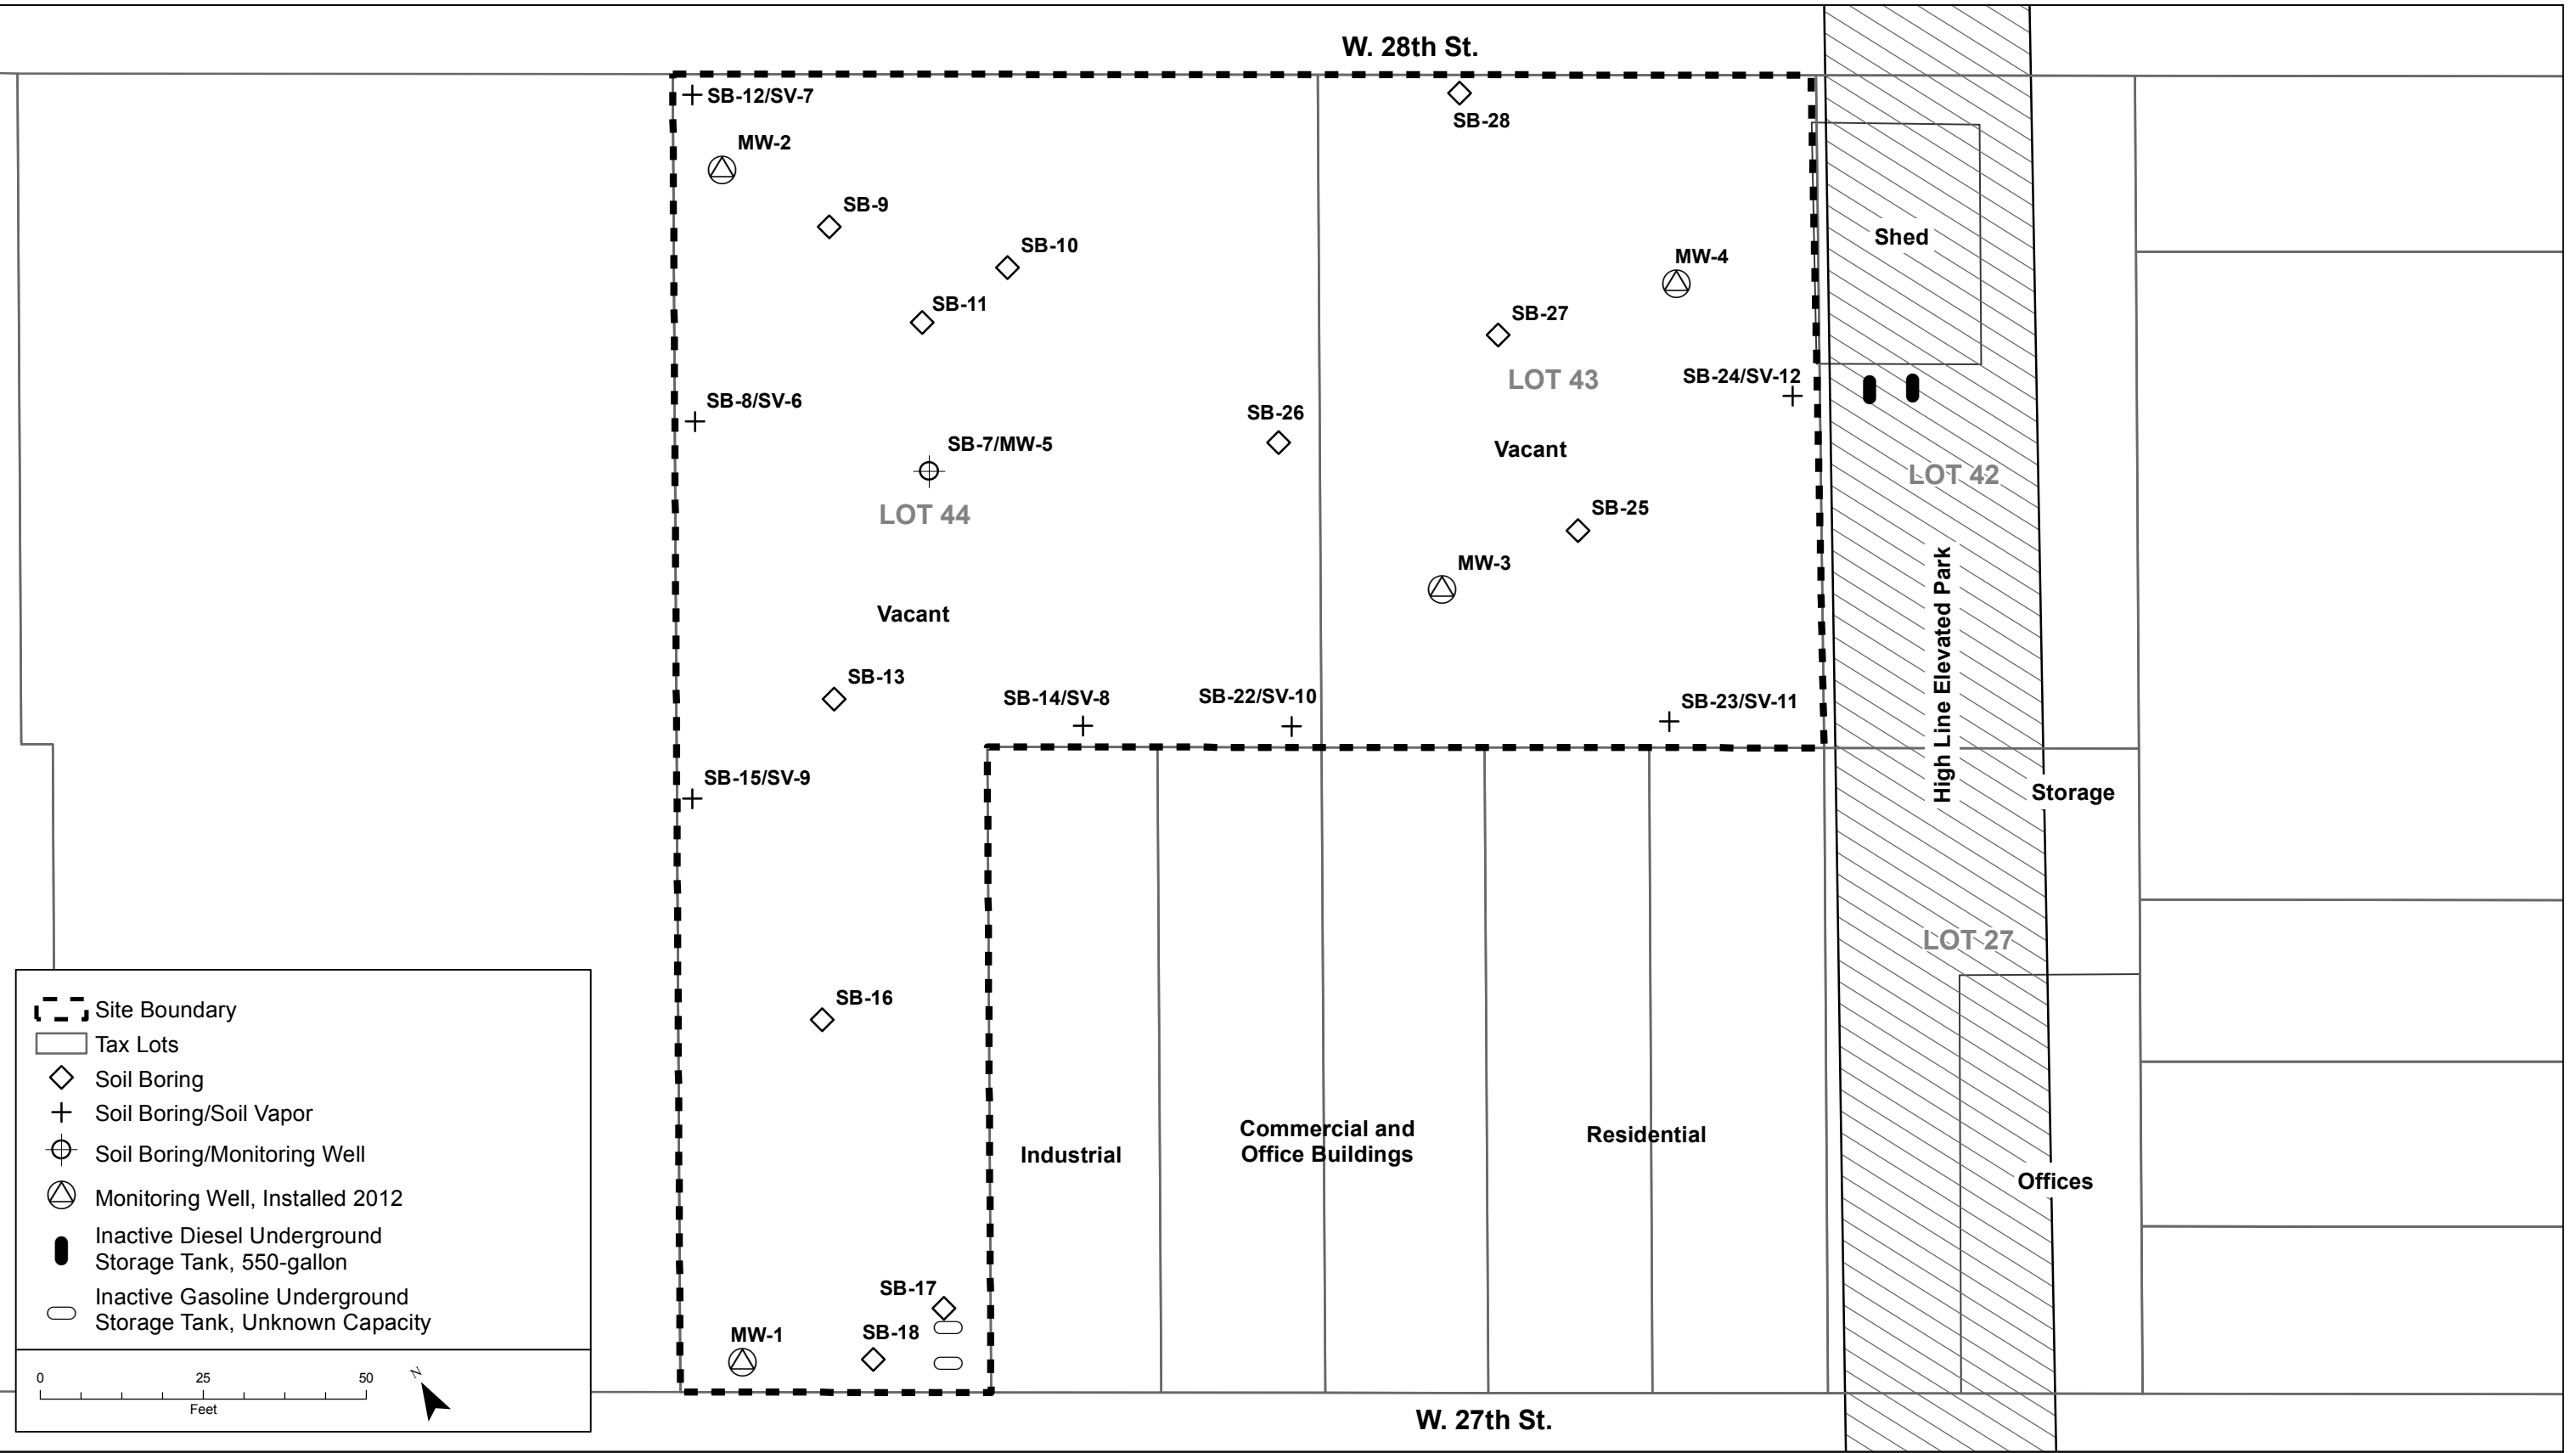 W. 28th St.
SB-12/SV-7
SB-28
MW-2
SB-9
Shed
SB-10
MW-4
SB-11
SB-27
SB-24/SV-12
LOT 43
SB-8/SV-6
SB-26
SB-7/MW-5
Vacant
LOT 42
SB-25
LOT 44
MW-3
Vacant
High Line Elevated Park
SB-13
SB-14/SV-8
SB-22/SV-10
SB-23/SV-11
SB-15/SV-9
Storage
LOT 27
SB-16
Industrial
Commercial and
Office Buildings
Residential
Offices
SB-17
SB-18
MW-1
W. 27th St.
Site Boundary
Tax Lots
Soil Boring
Soil Boring/Soil Vapor
Soil Boring/Monitoring Well
Monitoring Well, Installed 2012
Inactive Diesel Underground
Storage Tank, 550-gallon
Inactive Gasoline Underground
Storage Tank, Unknown Capacity
0 25 50
Feet
N